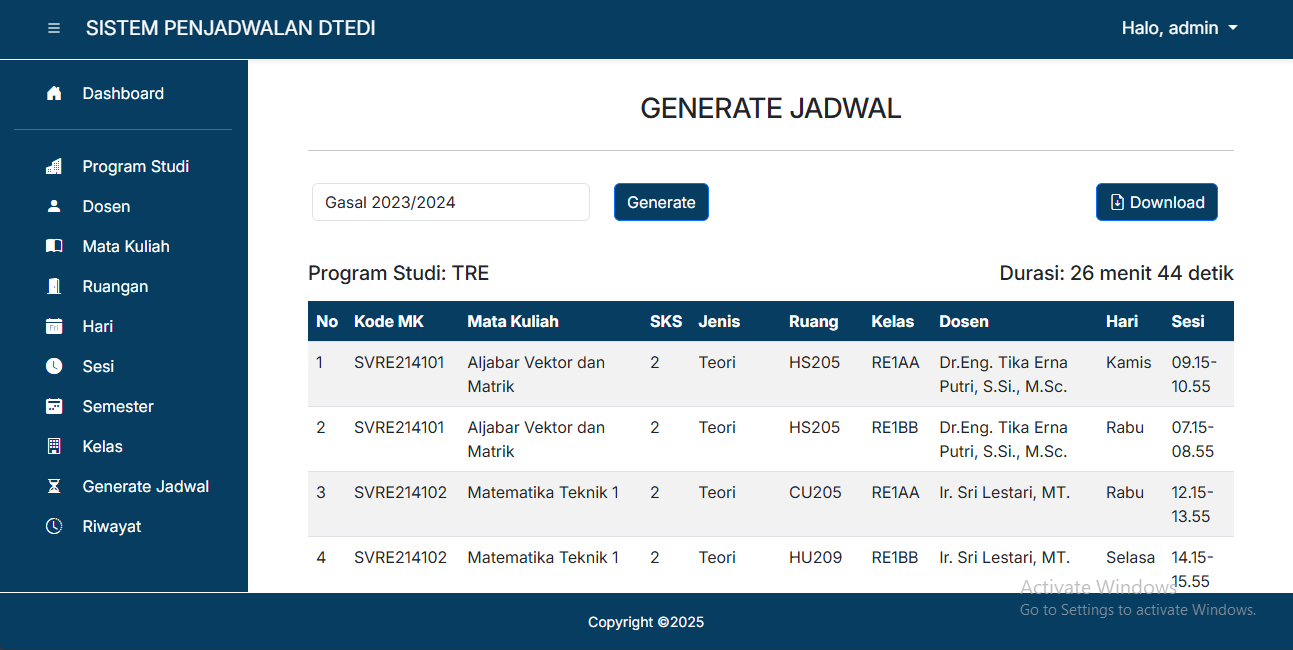 SISTEM PENJADWALAN DTEDI
Halo, admin
Dashboard
Program Studi
Dosen
Mata Kuliah
Ruangan
Fri
Hari
Sesi
Semester
Kelas
Generate Jadwal
Riwayat
GENERATE JADWAL
Gasal 2023/2024
Generate
Download
Program Studi: TRE
Durasi: 26 menit 44 detik
No Kode MK Mata Kuliah SKS Jenis Ruang Kelas Dosen Hari Sesi
1 SVRE214101 Aljabar Vektor dan 2 Teori HS205 RE1AA Dr.Eng. Tika Erna Kamis 09.15-
Matrik Putri, S.Si., M.Sc. 10.55
2 SVRE214101 Aljabar Vektor dan 2 Teori HS205 RE1BB Dr.Eng. Tika Erna Rabu 07.15-
Matrik Putri, S.Si., M.Sc. 08.55
3 SVRE214102 Matematika Teknik 1 2 Teori CU205 RE1AA Ir. Sri Lestari, MT. Rabu 12.15-
13.55
4 SVRE214102 Matematika Teknik 1 2 Teori HU209 RE1BB Ir. Sri Lestari, MT. Selasa 14.15-
15.55
Activate Windows
Go to Settings to activate Windows.
Copyright ©2025